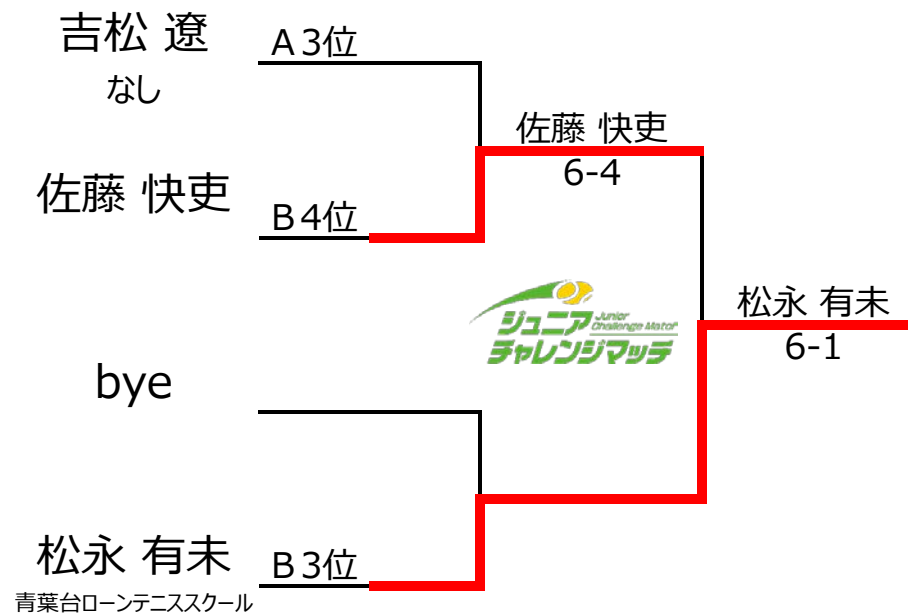 吉松 遼
A3位
なし
佐藤 快吏
6-4
佐藤 快吏
B4位
ジュニア
Junior
Challenge Match
チャレンジマッチ
松永 有未
6-1
bye
松永 有未
B3位
青葉台ローンテニススクール